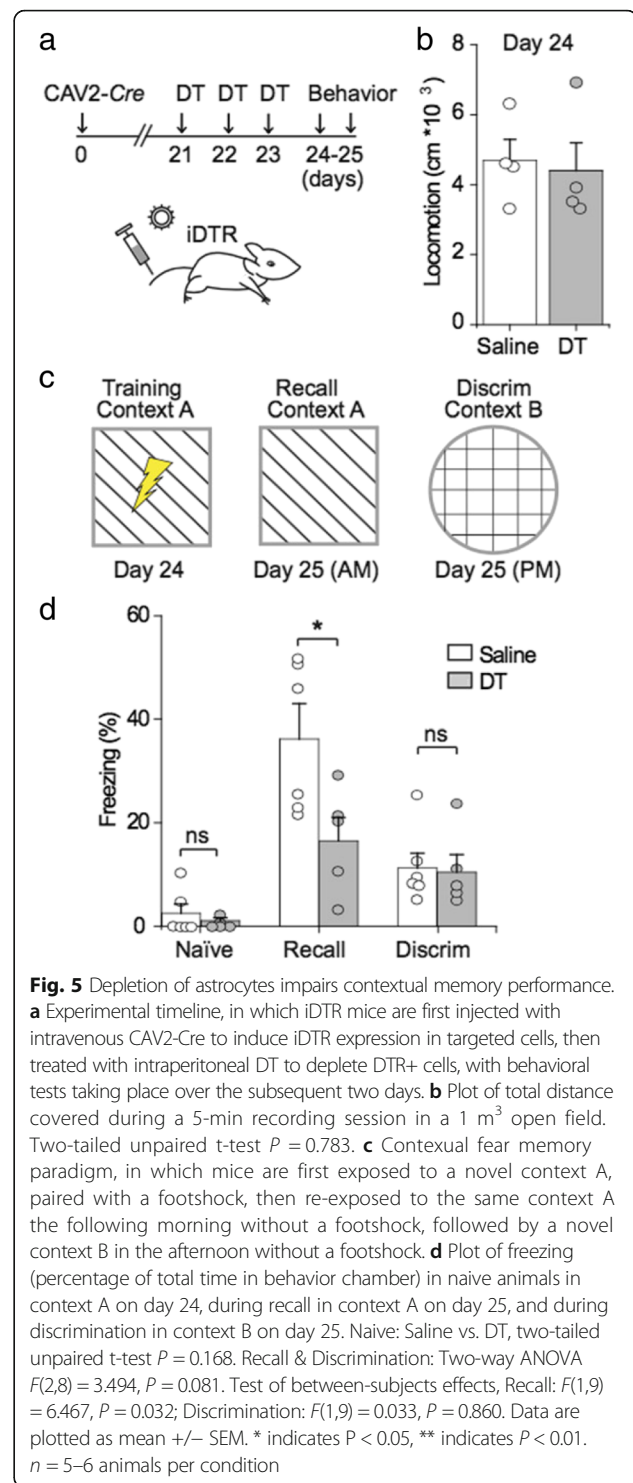 a
CAV2-Cre DT DT DT Behavior
0 21 22 23 24-25
(days)
iDTR
b
Day 24
Locomotion (cm *10 3)
8
6
4
2
0
Saline DT
c
Training
Context A
Recall
Context A
Discrim
Context B
Day 24
Day 25 (AM)
Day 25 (PM)
d
Freezing (%)
60
40
20
0
ns
*
ns
Saline
DT
Naïve Recall Discrim
Fig. 5 Depletion of astrocytes impairs contextual memory performance.
a Experimental timeline, in which iDTR mice are first injected with
intravenous CAV2-Cre to induce iDTR expression in targeted cells, then
treated with intraperitoneal DT to deplete DTR+ cells, with behavioral
tests taking place over the subsequent two days. b Plot of total distance
covered during a 5-min recording session in a 1 m³ open field.
Two-tailed unpaired t-test P = 0.783. c Contexual fear memory
paradigm, in which mice are first exposed to a novel context A,
paired with a footshock, then re-exposed to the same context A
the following morning without a footshock, followed by a novel
context B in the afternoon without a footshock. d Plot of freezing
(percentage of total time in behavior chamber) in naive animals in
context A on day 24, during recall in context A on day 25, and during
discrimination in context B on day 25. Naive: Saline vs. DT, two-tailed
unpaired t-test P = 0.168. Recall & Discrimination: Two-way ANOVA
F(2,8) = 3.494, P = 0.081. Test of between-subjects effects, Recall: F(1,9)
= 6.467, P = 0.032; Discrimination: F(1,9) = 0.033, P = 0.860. Data are
plotted as mean +/− SEM. * indicates P < 0.05, ** indicates P < 0.01.
n = 5–6 animals per condition